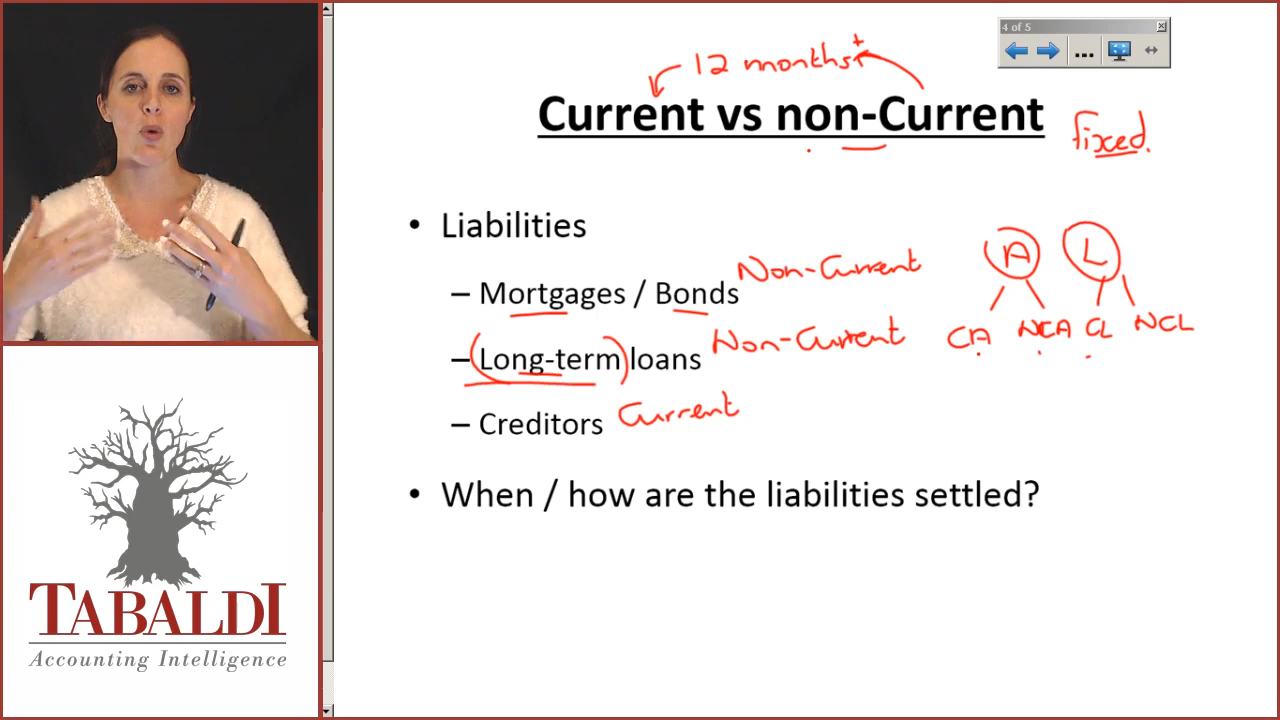 4 of 5
12 months+
Current vs non-Current
fixed.
• Liabilities
A L
– Mortgages / Bonds Non-Current
CA NCA CL NCL
– (Long-term) loans Non-Current
– Creditors Current
• When / how are the liabilities settled?
TABALDI
Accounting Intelligence